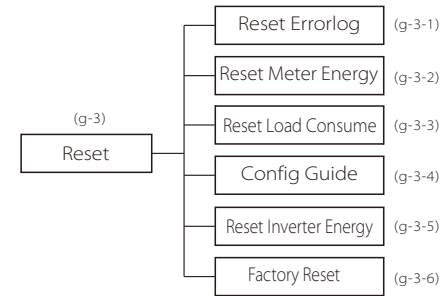 Reset Errorlog (g-3-1)
Reset Meter Energy (g-3-2)
(g-3)
Reset Load Consume (g-3-3)
Reset
Config Guide (g-3-4)
Reset Inverter Energy (g-3-5)
Factory Reset (g-3-6)